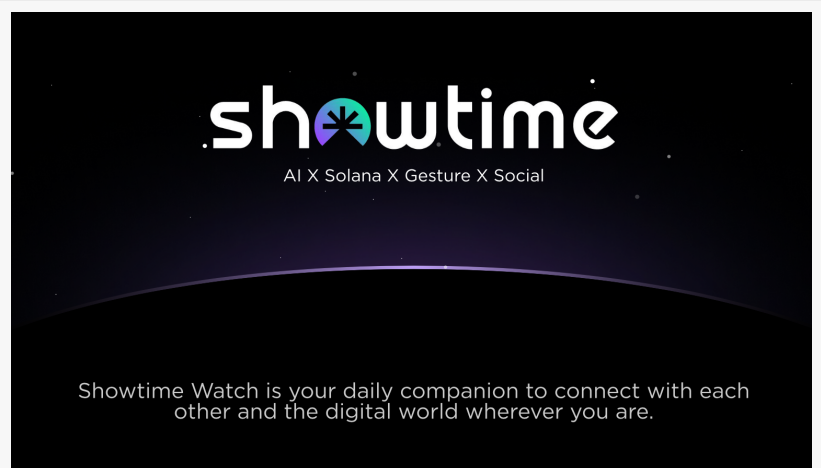 showtime
AI X Solana X Gesture X Social
Showtime Watch is your daily companion to connect with each
other and the digital world wherever you are.